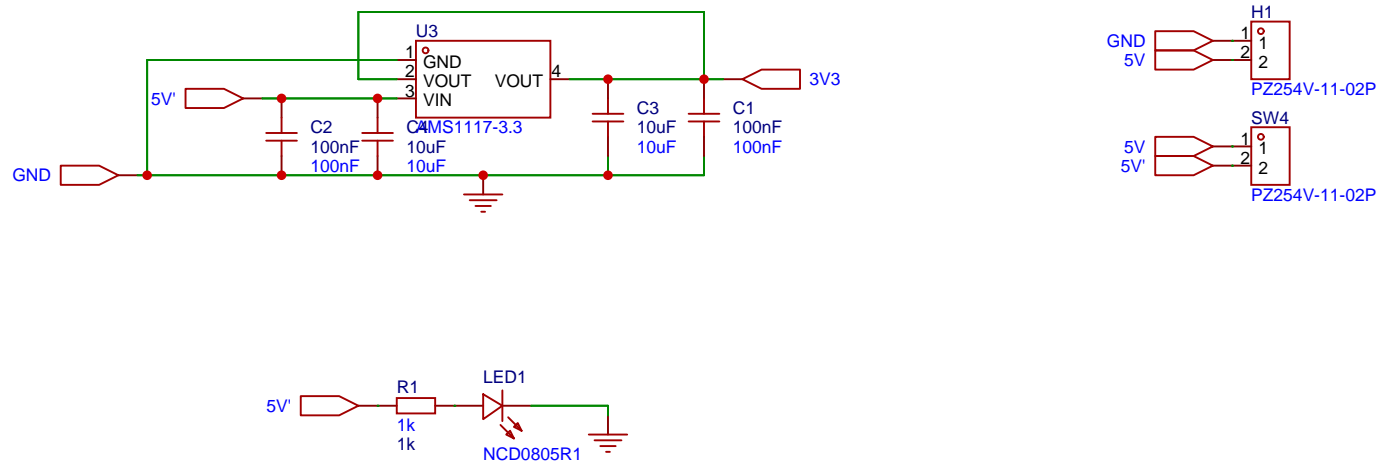 U3
1
GND
2
VOUT
VOUT
4
3
VIN
AMS1117-3.3
5V'
GND
C2
100nF
100nF
C4
10uF
10uF
C3
10uF
10uF
C1
100nF
100nF
3V3
H1
GND
1
1
5V
2
2
PZ254V-11-02P
SW4
5V
1
1
5V'
2
2
PZ254V-11-02P
5V'
R1
1k
1k
LED1
NCD0805R1